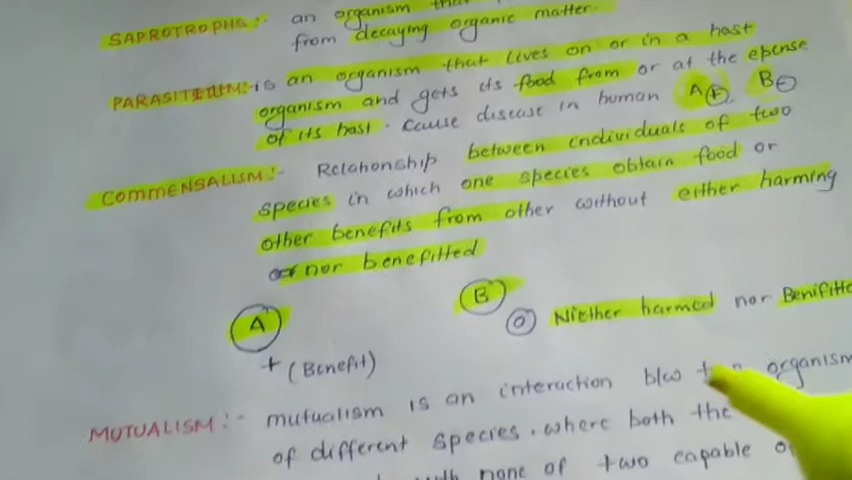 SAPROTROPHS:- an organism that
from decaying organic matter.
PARASITISUM:- is an organism that lives on or in a host
organism and gets its food from or at the epense
of its host. cause disease in human A + B -
COMMENSALISM:- Relationship between individuals of two
species in which one species obtain food or
other benefits from other without either harming
or nor benefitted
A B
+ (Benefit) O Niether harmed nor Benifitte
MUTUALISM:- mutualism is an interaction b/w organism
of different species. where both the
none of two capable